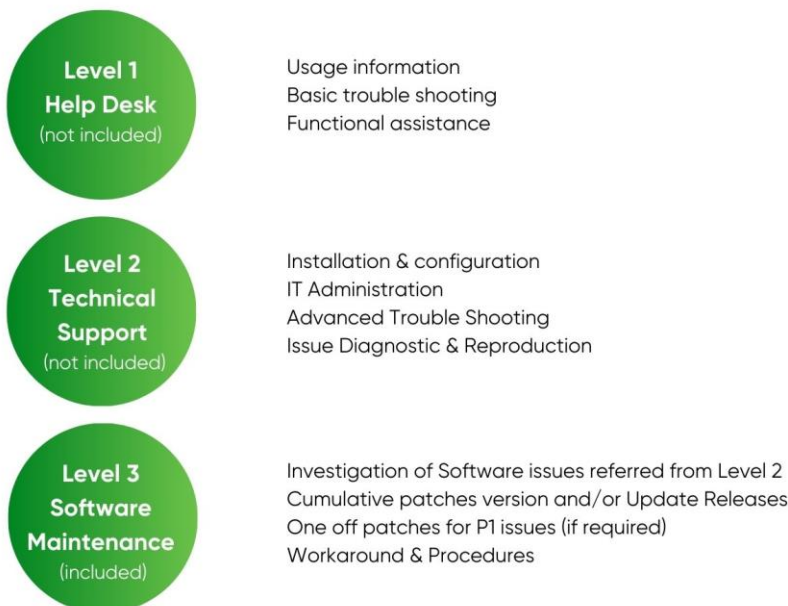 Level 1
Help Desk
(not included)
Usage information
Basic trouble shooting
Functional assistance
Level 2
Technical
Support
(not included)
Installation & configuration
IT Administration
Advanced Trouble Shooting
Issue Diagnostic & Reproduction
Level 3
Software
Maintenance
(included)
Investigation of Software issues referred from Level 2
Cumulative patches version and/or Update Releases
One off patches for P1 issues (if required)
Workaround & Procedures